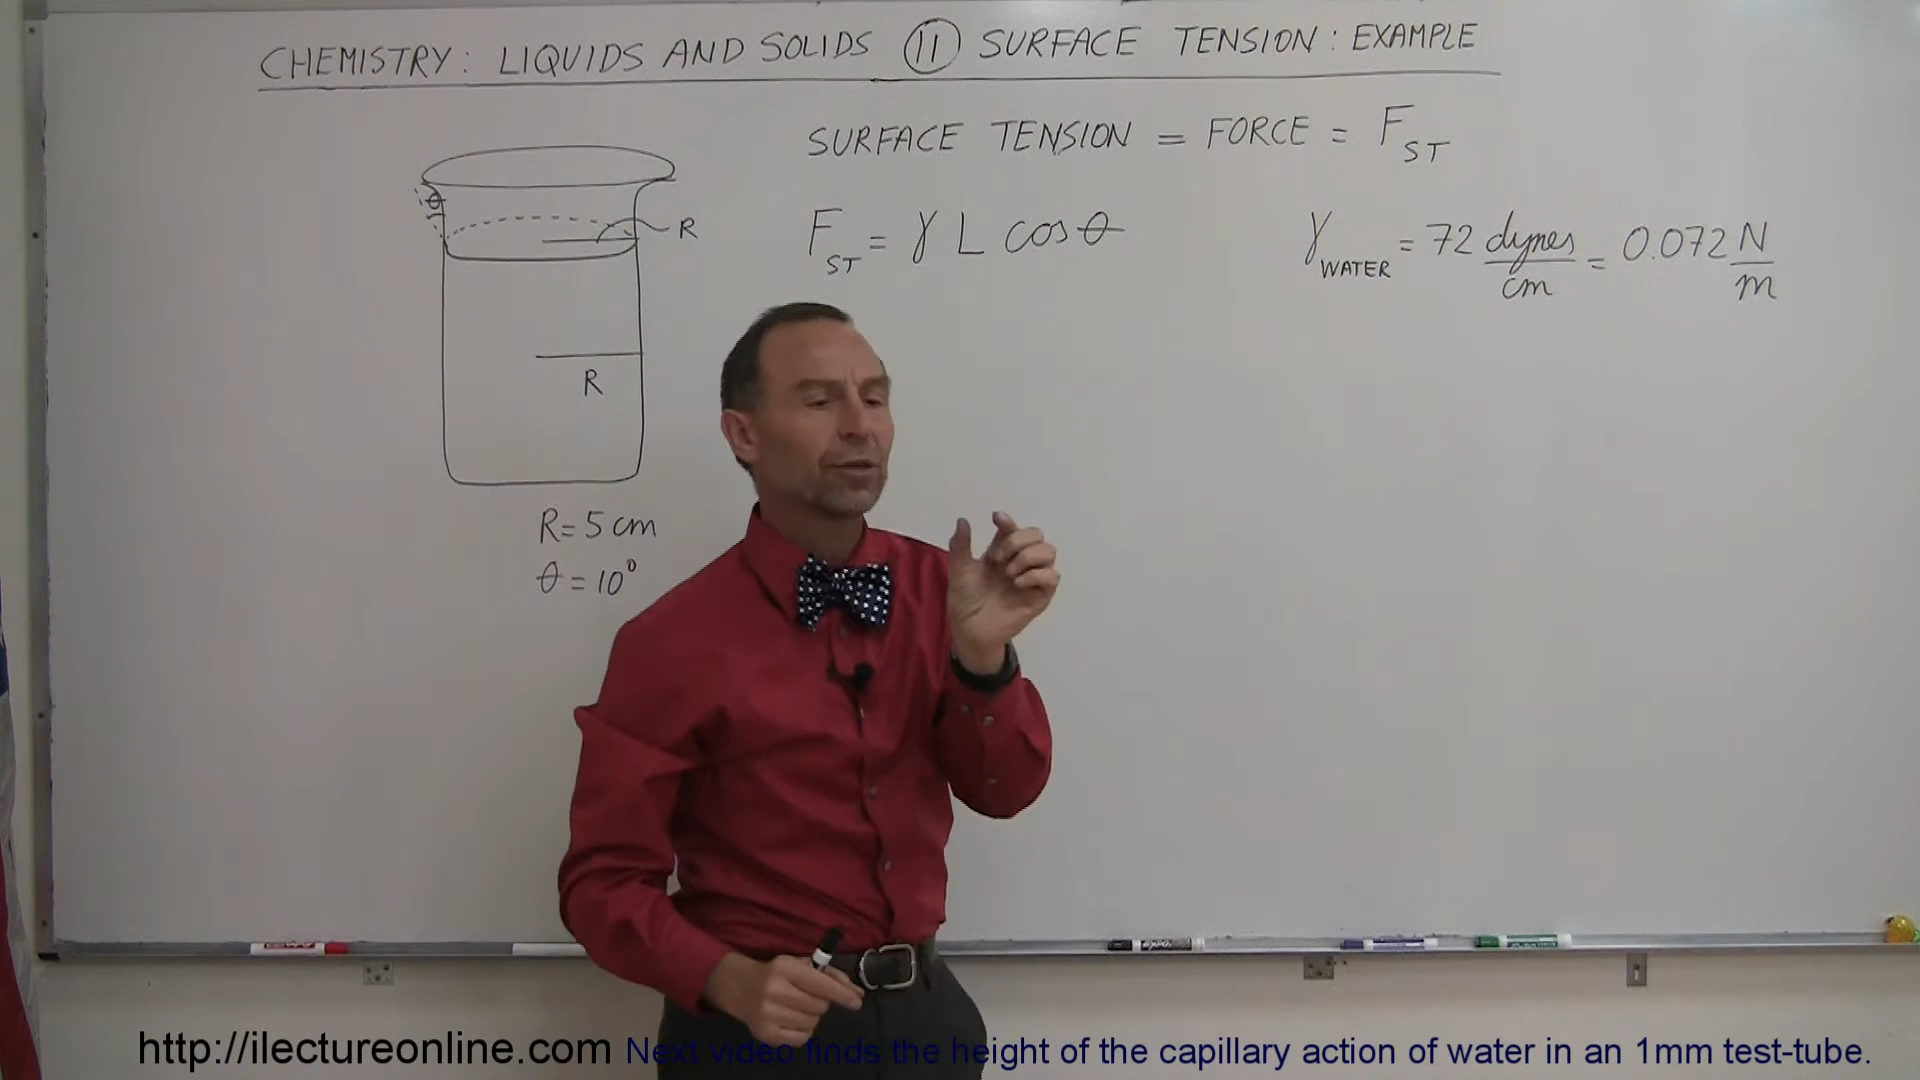 CHEMISTRY: LIQUIDS AND SOLIDS ⑪ SURFACE TENSION: EXAMPLE
SURFACE TENSION = FORCE = F_ST
F_ST = γ L cos θ
γ_WATER = 72 dynes/cm = 0.072 N/m
θ
R
R
R = 5 cm
θ = 10°
EXPO
http://ilectureonline.com Next video finds the height of the capillary action of water in an 1mm test-tube.